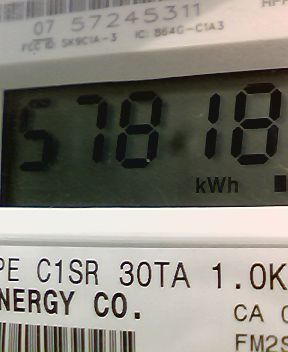 07 57245311
FCC ID SK9C1A-3 IC: 864G-C1A3
57818
kWh
PE C1SR 30TA 1.0K
NERGY CO.
CA
FM2S